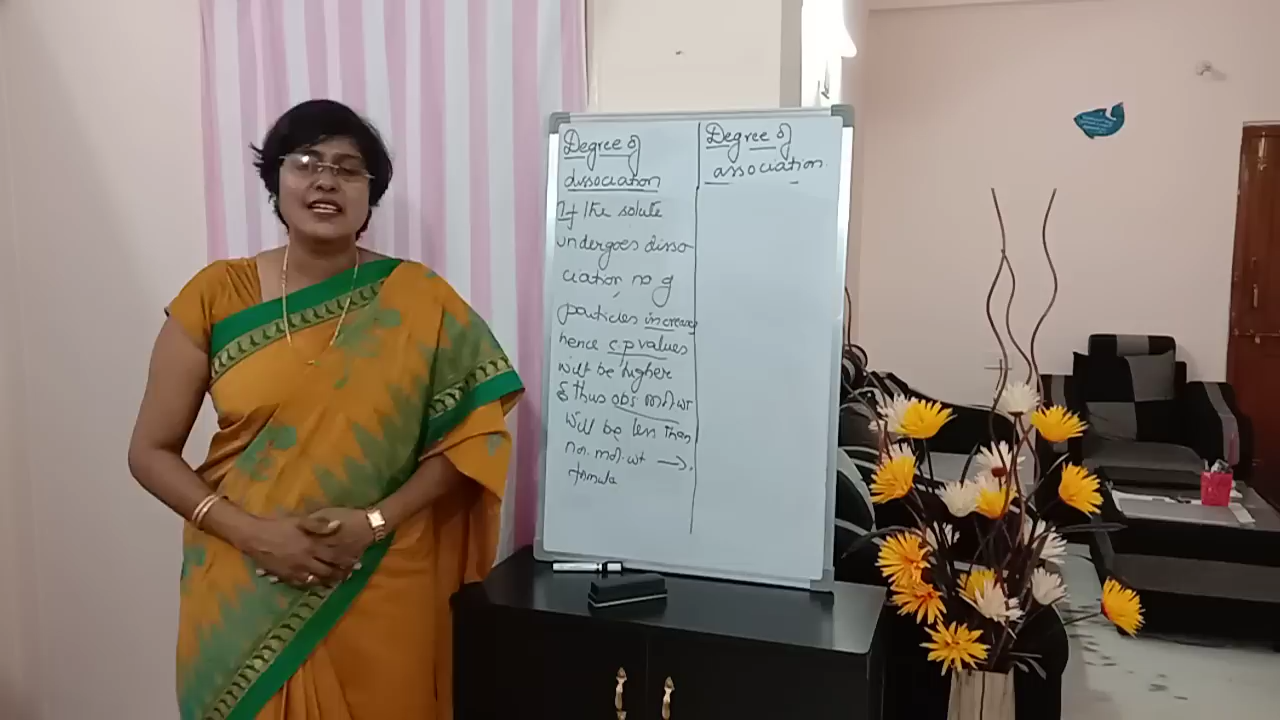 Degree of
dissociation
If the solute
undergoes disso
ciation, no of
particles increases
hence c.p values
will be higher
& thus obs mol wt
will be less than
nor. mol. wt →.
formula
Degree of
association.